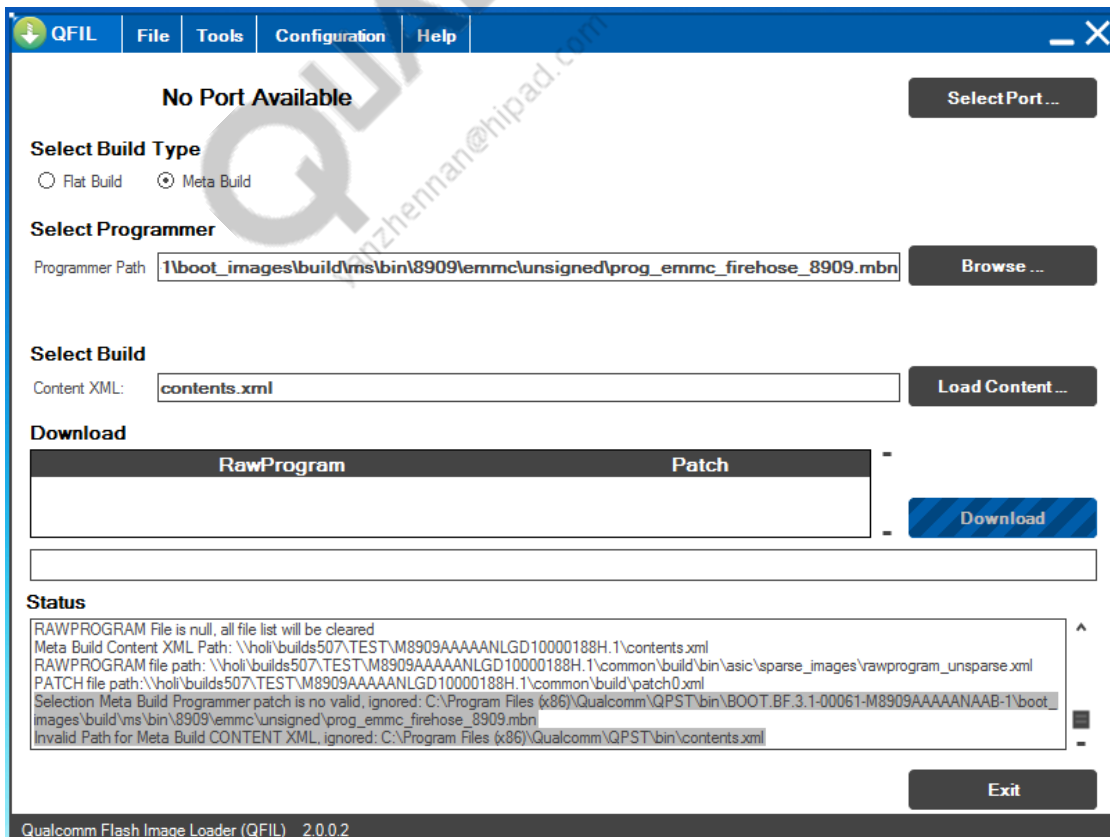 QFIL File Tools Configuration Help
No Port Available
Select Port ...
Select Build Type
Flat Build Meta Build
Select Programmer
Programmer Path 1\boot_images\build\ms\bin\8909\emmc\unsigned\prog_emmc_firehose_8909.mbn Browse ...
Select Build
Content XML: contents.xml Load Content ...
Download
RawProgram Patch
Download
Status
RAWPROGRAM File is null, all file list will be cleared
Meta Build Content XML Path: \\holi\builds507\TEST\M8909AAAAANLGD10000188H.1\contents.xml
RAWPROGRAM file path: \\holi\builds507\TEST\M8909AAAAANLGD10000188H.1\common\build\bin\asic\sparse_images\rawprogram_unsparse.xml
PATCH file path:\\holi\builds507\TEST\M8909AAAAANLGD10000188H.1\common\build\patch0.xml
Selection Meta Build Programmer patch is no valid, ignored: C:\Program Files (x86)\Qualcomm\QPST\bin\BOOT.BF.3.1-00061-M8909AAAAANAAB-1\boot_
images\build\ms\bin\8909\emmc\unsigned\prog_emmc_firehose_8909.mbn
Invalid Path for Meta Build CONTENT XML, ignored: C:\Program Files (x86)\Qualcomm\QPST\bin\contents.xml
Exit
Qualcomm Flash Image Loader (QFIL) 2.0.0.2
yanzhennan@hipad.com